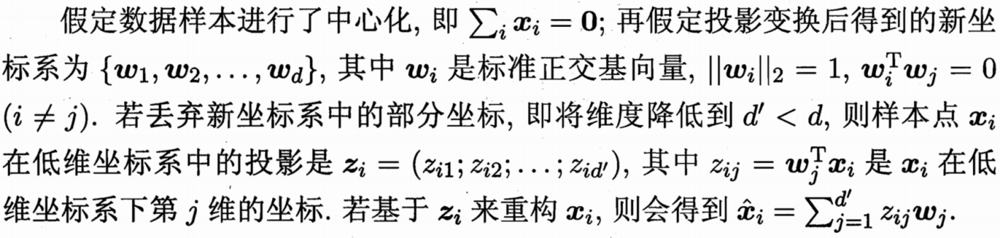 假定数据样本进行了中心化, 即 $\sum_i \boldsymbol{x}_i = \boldsymbol{0}$; 再假定投影变换后得到的新坐
标系为 $\{\boldsymbol{w}_1, \boldsymbol{w}_2, \ldots, \boldsymbol{w}_d\}$, 其中 $\boldsymbol{w}_i$ 是标准正交基向量, $||\boldsymbol{w}_i||_2 = 1$, $\boldsymbol{w}_i^{\mathrm{T}} \boldsymbol{w}_j = 0$
$(i \neq j)$. 若丢弃新坐标系中的部分坐标, 即将维度降低到 $d' < d$, 则样本点 $\boldsymbol{x}_i$
在低维坐标系中的投影是 $\boldsymbol{z}_i = (z_{i1}; z_{i2}; \ldots; z_{id'})$, 其中 $z_{ij} = \boldsymbol{w}_j^{\mathrm{T}} \boldsymbol{x}_i$ 是 $\boldsymbol{x}_i$ 在低
维坐标系下第 $j$ 维的坐标. 若基于 $\boldsymbol{z}_i$ 来重构 $\boldsymbol{x}_i$, 则会得到 $\hat{\boldsymbol{x}}_i = \sum_{j=1}^{d'} z_{ij} \boldsymbol{w}_j$.